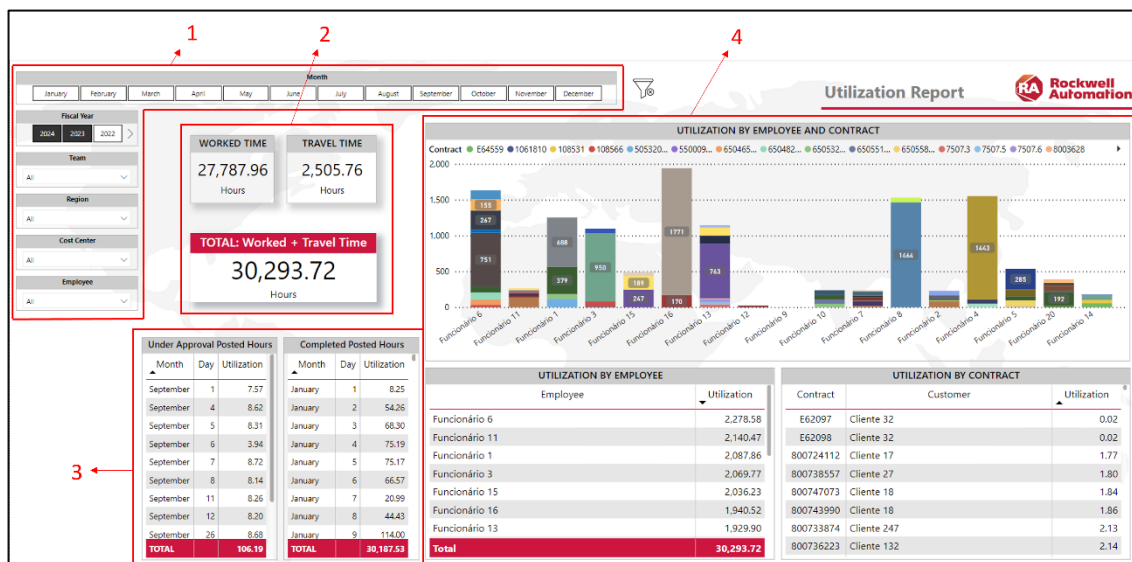 1
2
4
Month
January February March April May June July August September October November December
Utilization Report
RA Rockwell Automation
Fiscal Year
2024 2023 2022
Team
All
Region
All
Cost Center
All
Employee
All
WORKED TIME
27,787.96
Hours
TRAVEL TIME
2,505.76
Hours
TOTAL: Worked + Travel Time
30,293.72
Hours
UTILIZATION BY EMPLOYEE AND CONTRACT
Contract E64559 1061810 108531 108566 505320... 550009... 650465... 650482... 650532... 650551... 650558... 7507.3 7507.5 7507.6 8003628
2.000
1.500
1.000
500
0
155
267
751
688
379
950
189
247
1771
170
763
1466
1443
285
192
Funcionário 6
Funcionário 11
Funcionário 1
Funcionário 3
Funcionário 15
Funcionário 16
Funcionário 13
Funcionário 12
Funcionário 9
Funcionário 10
Funcionário 7
Funcionário 8
Funcionário 2
Funcionário 4
Funcionário 5
Funcionário 20
Funcionário 14
3
Under Approval Posted Hours
Month Day Utilization
September 1 7.57
September 4 8.62
September 5 8.31
September 6 3.94
September 7 8.72
September 8 8.14
September 11 8.26
September 12 8.20
September 26 8.68
TOTAL 106.19
Completed Posted Hours
Month Day Utilization
January 1 8.25
January 2 54.26
January 3 68.30
January 4 75.19
January 5 75.17
January 6 66.57
January 7 20.99
January 8 44.43
January 9 114.00
TOTAL 30,187.53
UTILIZATION BY EMPLOYEE
Employee Utilization
Funcionário 6 2,278.58
Funcionário 11 2,140.47
Funcionário 1 2,087.86
Funcionário 3 2,069.77
Funcionário 15 2,036.23
Funcionário 16 1,940.52
Funcionário 13 1,929.90
Total 30,293.72
UTILIZATION BY CONTRACT
Contract Customer Utilization
E62097 Cliente 32 0.02
E62098 Cliente 32 0.02
800724112 Cliente 17 1.77
800738557 Cliente 27 1.80
800747073 Cliente 18 1.84
800743990 Cliente 18 1.86
800733874 Cliente 247 2.13
800736223 Cliente 132 2.14